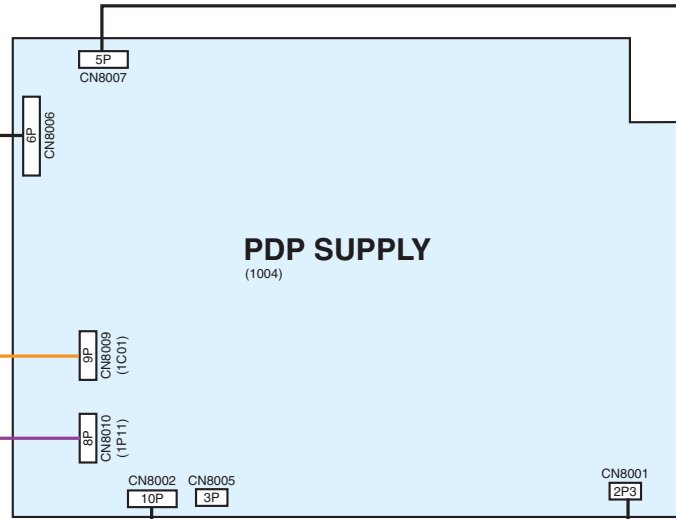 5P
CN8007
6P
CN8006
PDP SUPPLY
(1004)
9P
CN8009
(1C01)
8P
CN8010
(1P11)
CN8002
10P
CN8005
3P
CN8001
2P3